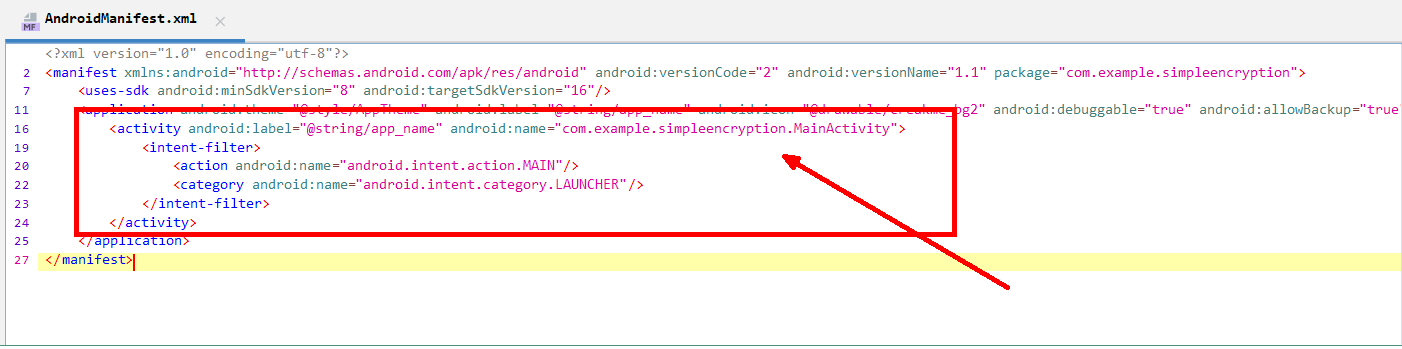 AndroidManifest.xml
MF
<?xml version="1.0" encoding="utf-8"?>
2 <manifest xmlns:android="http://schemas.android.com/apk/res/android" android:versionCode="2" android:versionName="1.1" package="com.example.simpleencryption">
7 <uses-sdk android:minSdkVersion="8" android:targetSdkVersion="16"/>
11 <application android:theme="@style/AppTheme" android:label="@string/app_name" android:icon="@drawable/creakme_bg2" android:debuggable="true" android:allowBackup="true"
16 <activity android:label="@string/app_name" android:name="com.example.simpleencryption.MainActivity">
19 <intent-filter>
20 <action android:name="android.intent.action.MAIN"/>
22 <category android:name="android.intent.category.LAUNCHER"/>
23 </intent-filter>
24 </activity>
25 </application>
27 </manifest>